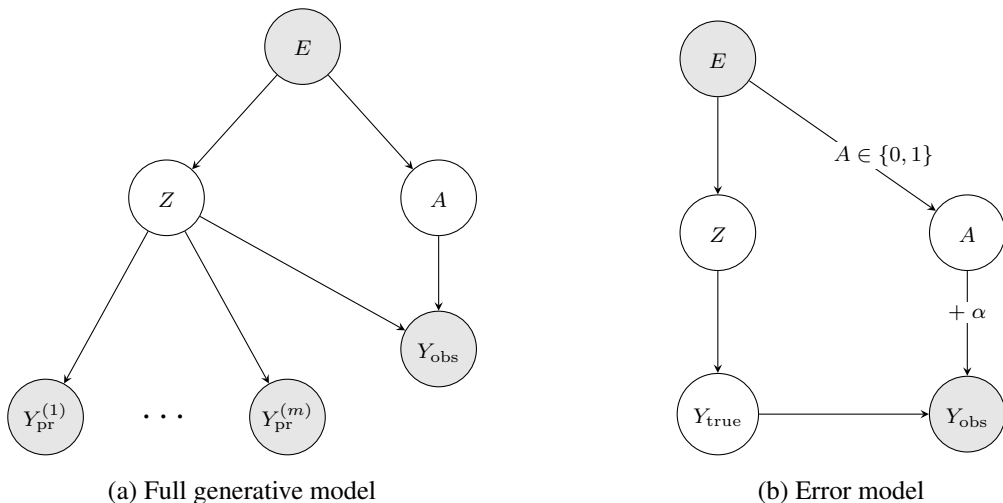 E
Z
A
Y_obs
Y_pr^(1)
· · ·
Y_pr^(m)
(a) Full generative model
E
A ∈ {0, 1}
Z
A
+ α
Y_true
Y_obs
(b) Error model